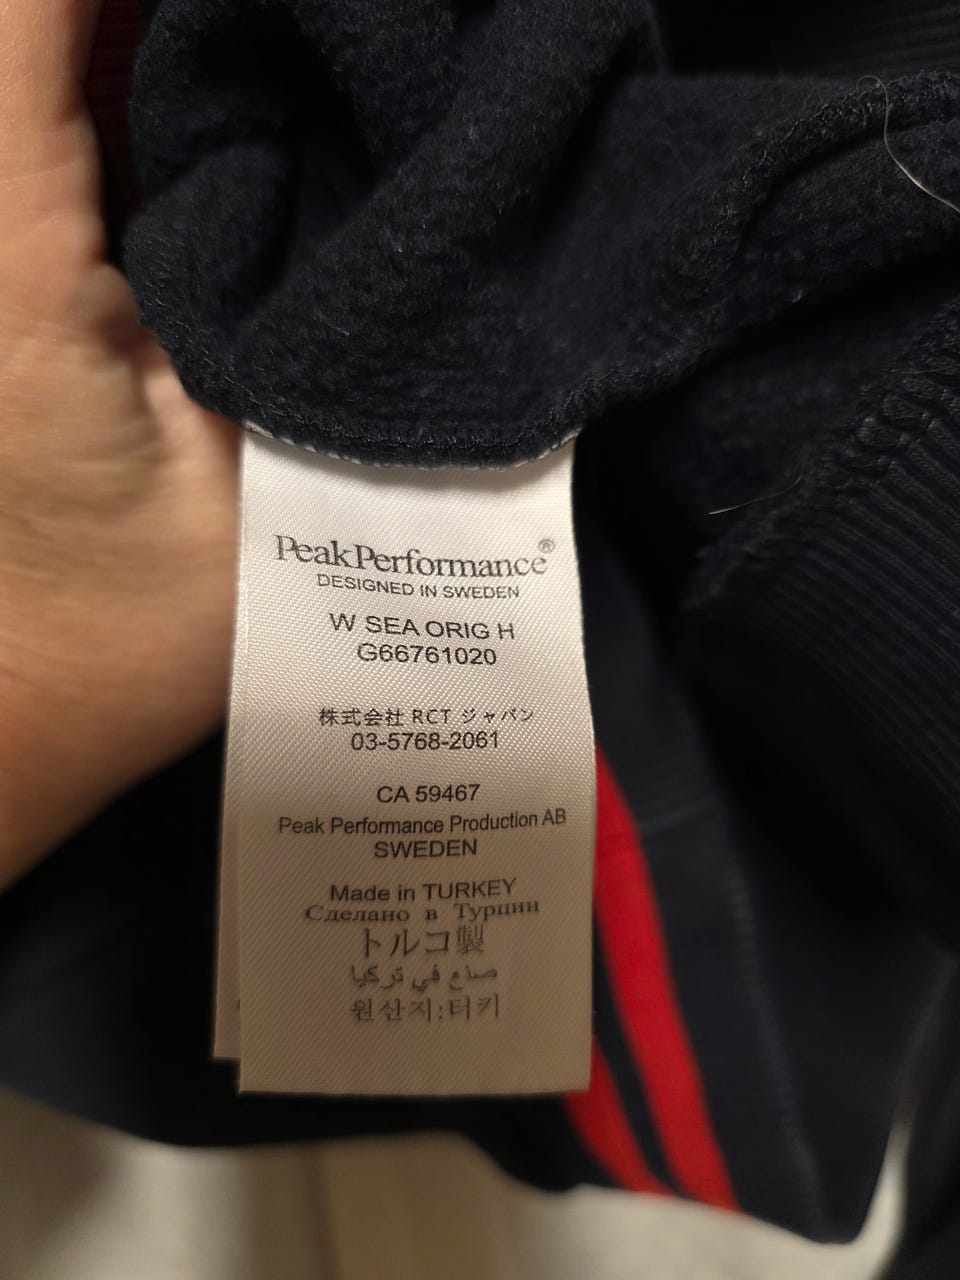 PeakPerformance®
DESIGNED IN SWEDEN
W SEA ORIG H
G66761020
株式会社 RCT ジャパン
03-5768-2061
CA 59467
Peak Performance Production AB
SWEDEN
Made in TURKEY
Сделано в Турции
トルコ製
صنع في تركيا
원산지:터키